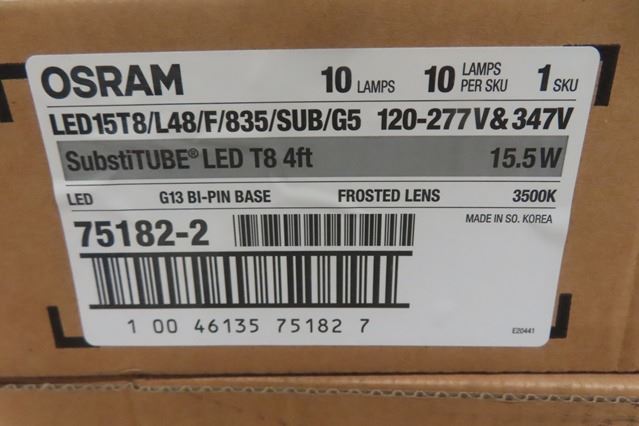 OSRAM 10 LAMPS 10 LAMPS PER SKU 1 SKU
LED15T8/L48/F/835/SUB/G5 120-277V&347V
SubstiTUBE® LED T8 4ft 15.5W
LED G13 BI-PIN BASE FROSTED LENS 3500K
75182-2 MADE IN SO. KOREA
1 00 46135 75182 7
E20441